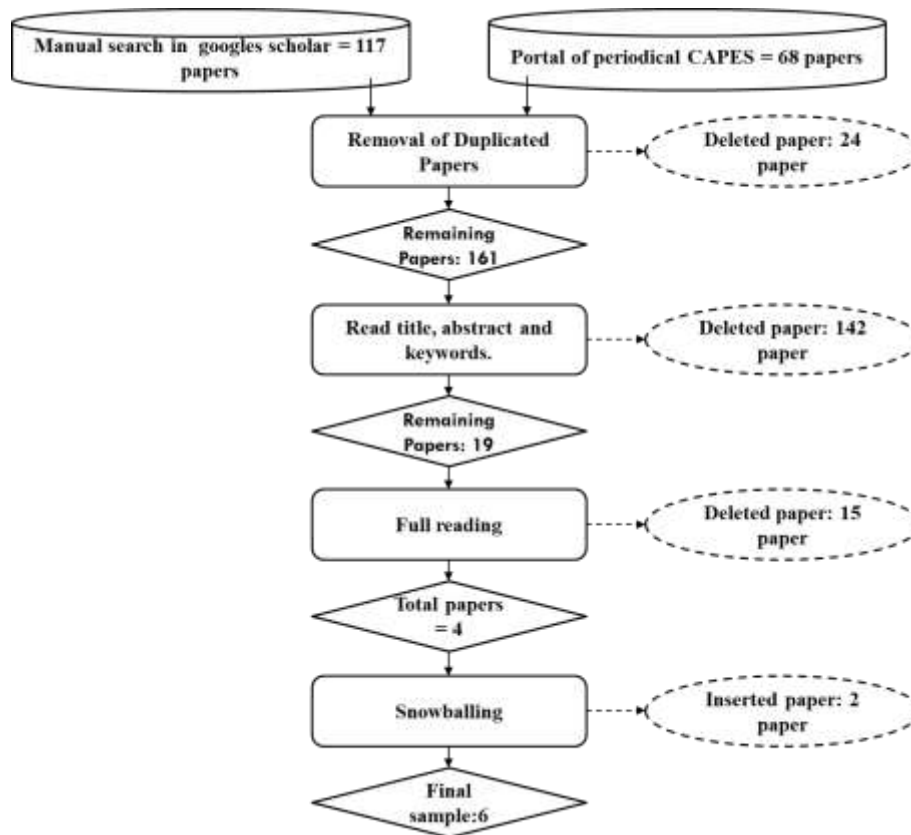 Manual search in googles scholar = 117
papers
Portal of periodical CAPES = 68 papers
Removal of Duplicated
Papers
Deleted paper: 24
paper
Remaining
Papers: 161
Read title, abstract and
keywords.
Deleted paper: 142
paper
Remaining
Papers: 19
Full reading
Deleted paper: 15
paper
Total papers
= 4
Snowballing
Inserted paper: 2
paper
Final
sample:6